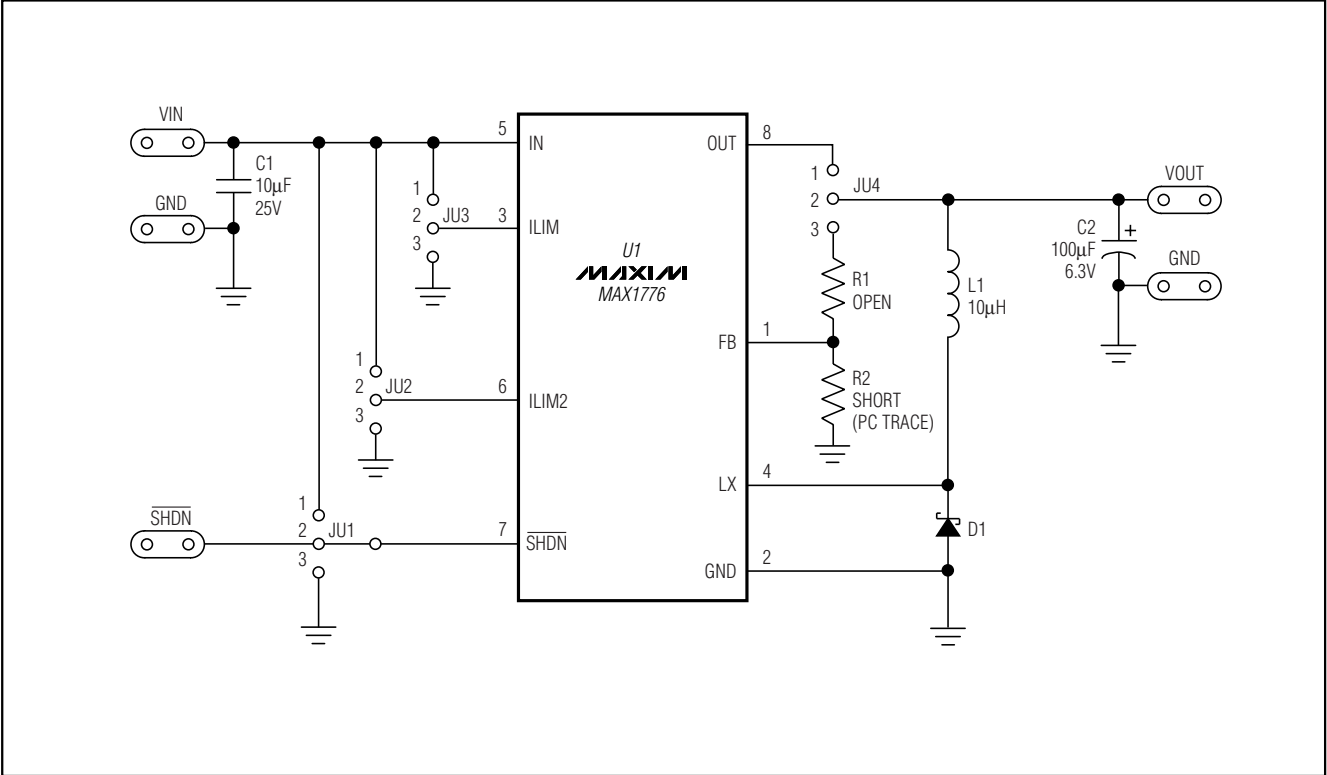 VIN
C1
10µF
25V
GND
1
2
3
JU3
5
IN
3
ILIM
1
2
3
JU2
6
ILIM2
SHDN
1
2
3
JU1
7
SHDN
U1
MAXIM
MAX1776
OUT
8
1
2
3
JU4
R1
OPEN
FB
1
R2
SHORT
(PC TRACE)
L1
10µH
LX
4
D1
GND
2
VOUT
C2
+
100µF
6.3V
GND